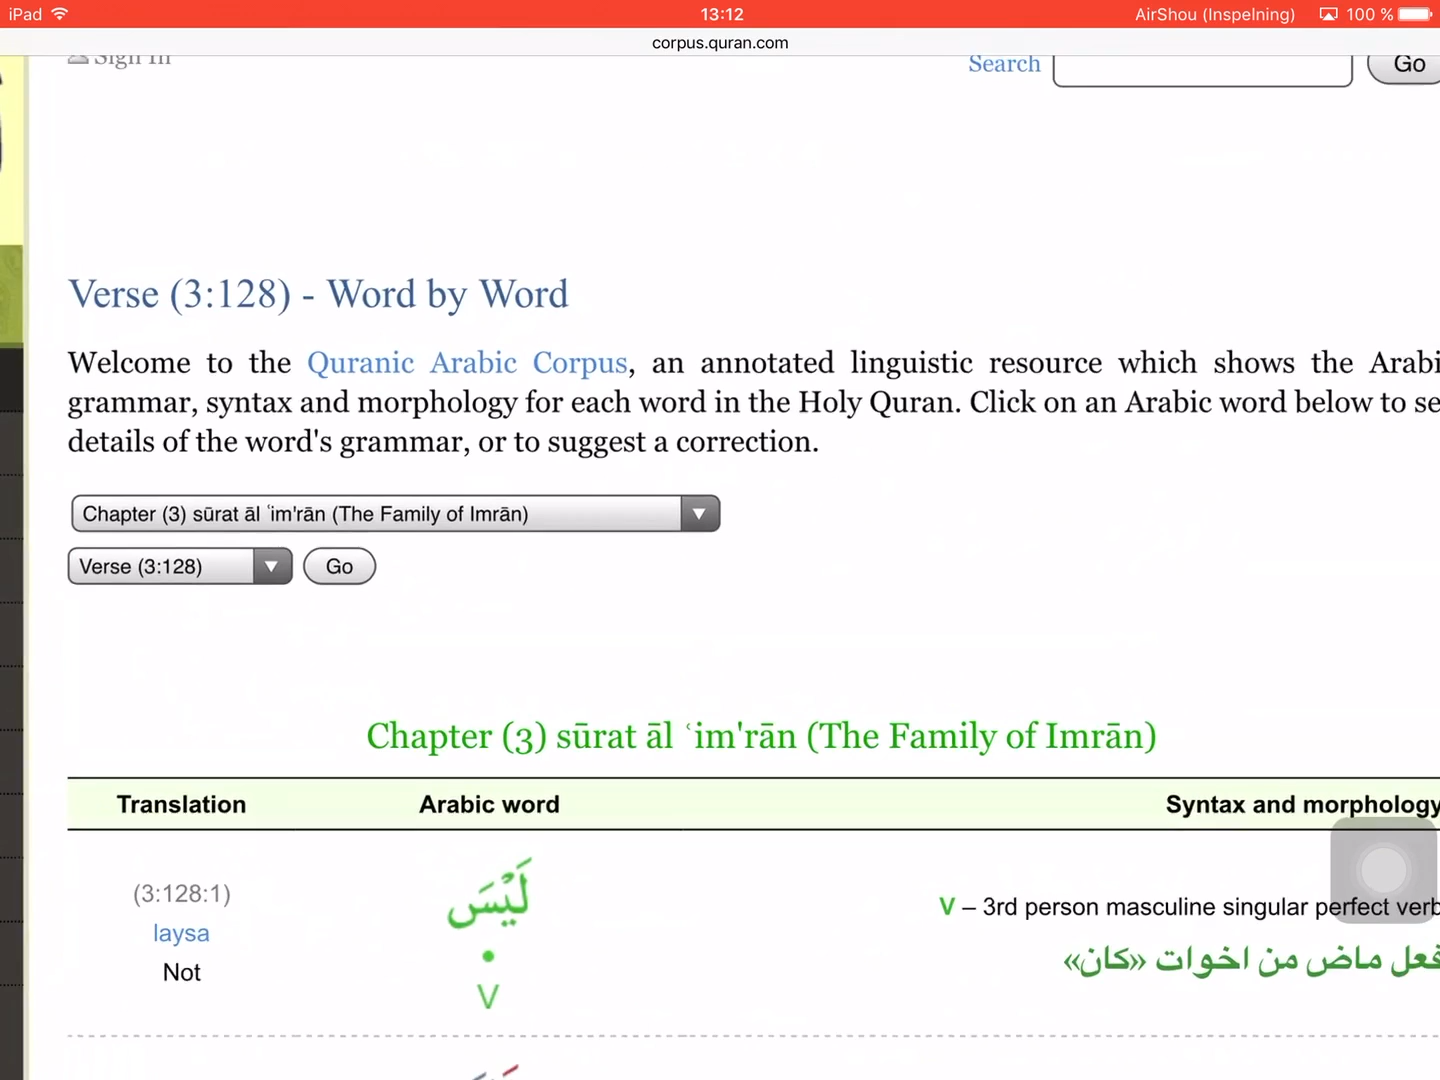 iPad 13:12 AirShou (Inspelning) 100 %
corpus.quran.com
Sign In Search Go
Verse (3:128) - Word by Word
Welcome to the Quranic Arabic Corpus, an annotated linguistic resource which shows the Arabi
grammar, syntax and morphology for each word in the Holy Quran. Click on an Arabic word below to se
details of the word's grammar, or to suggest a correction.
Chapter (3) sūrat āl ʿim'rān (The Family of Imrān)
Verse (3:128) Go
Chapter (3) sūrat āl ʿim'rān (The Family of Imrān)
Translation Arabic word Syntax and morphology
(3:128:1)
laysa
Not
لَيْسَ
V
V – 3rd person masculine singular perfect verb
فعل ماض من اخوات «كان»